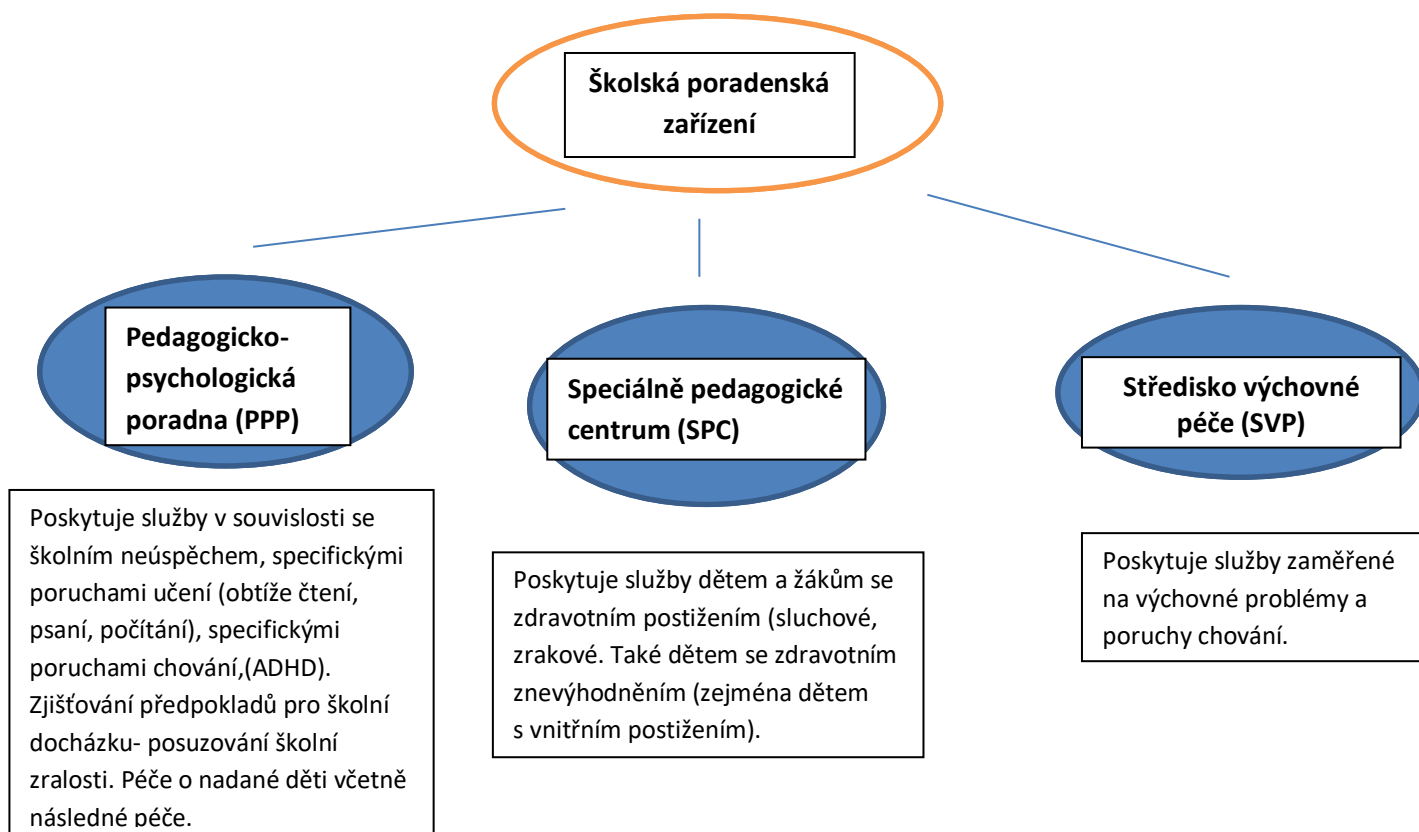 Školská poradenská
zařízení
Pedagogicko-
psychologická
poradna (PPP)
Speciálně pedagogické
centrum (SPC)
Středisko výchovné
péče (SVP)
Poskytuje služby v souvislosti se
školním neúspěchem, specifickými
poruchami učení (obtíže čtení,
psaní, počítání), specifickými
poruchami chování,(ADHD).
Zjišťování předpokladů pro školní
docházku- posuzování školní
zralosti. Péče o nadané děti včetně
následné péče.
Poskytuje služby dětem a žákům se
zdravotním postižením (sluchové,
zrakové. Také dětem se zdravotním
znevýhodněním (zejména dětem
s vnitřním postižením).
Poskytuje služby zaměřené
na výchovné problémy a
poruchy chování.